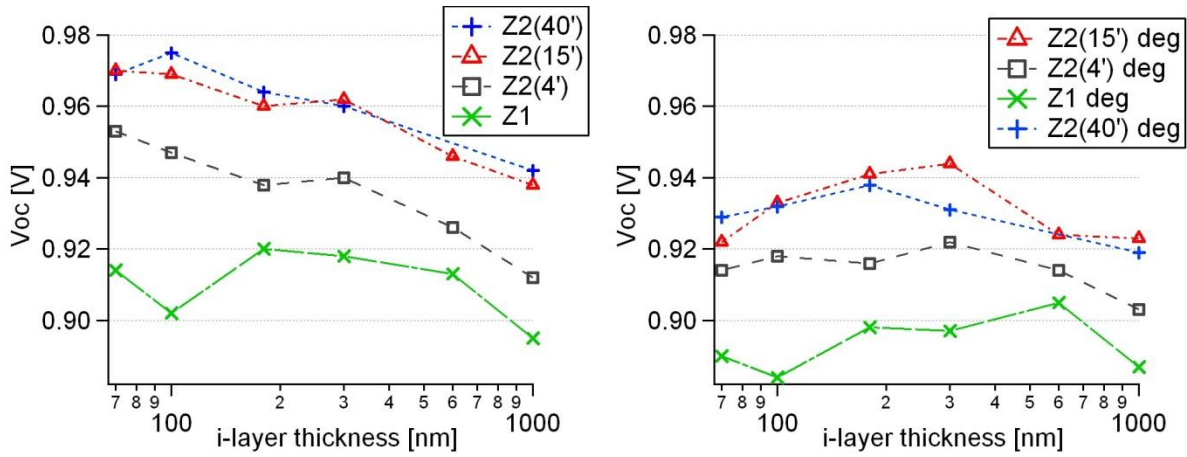 Z2(40')
Z2(15')
Z2(4')
Z1
0.98
0.96
0.94
0.92
0.90
Voc [V]
7 8 9 100 2 3 4 5 6 7 8 9 1000
i-layer thickness [nm]
Z2(15') deg
Z2(4') deg
Z1 deg
Z2(40') deg
0.98
0.96
0.94
0.92
0.90
Voc [V]
7 8 9 100 2 3 4 5 6 7 8 9 1000
i-layer thickness [nm]